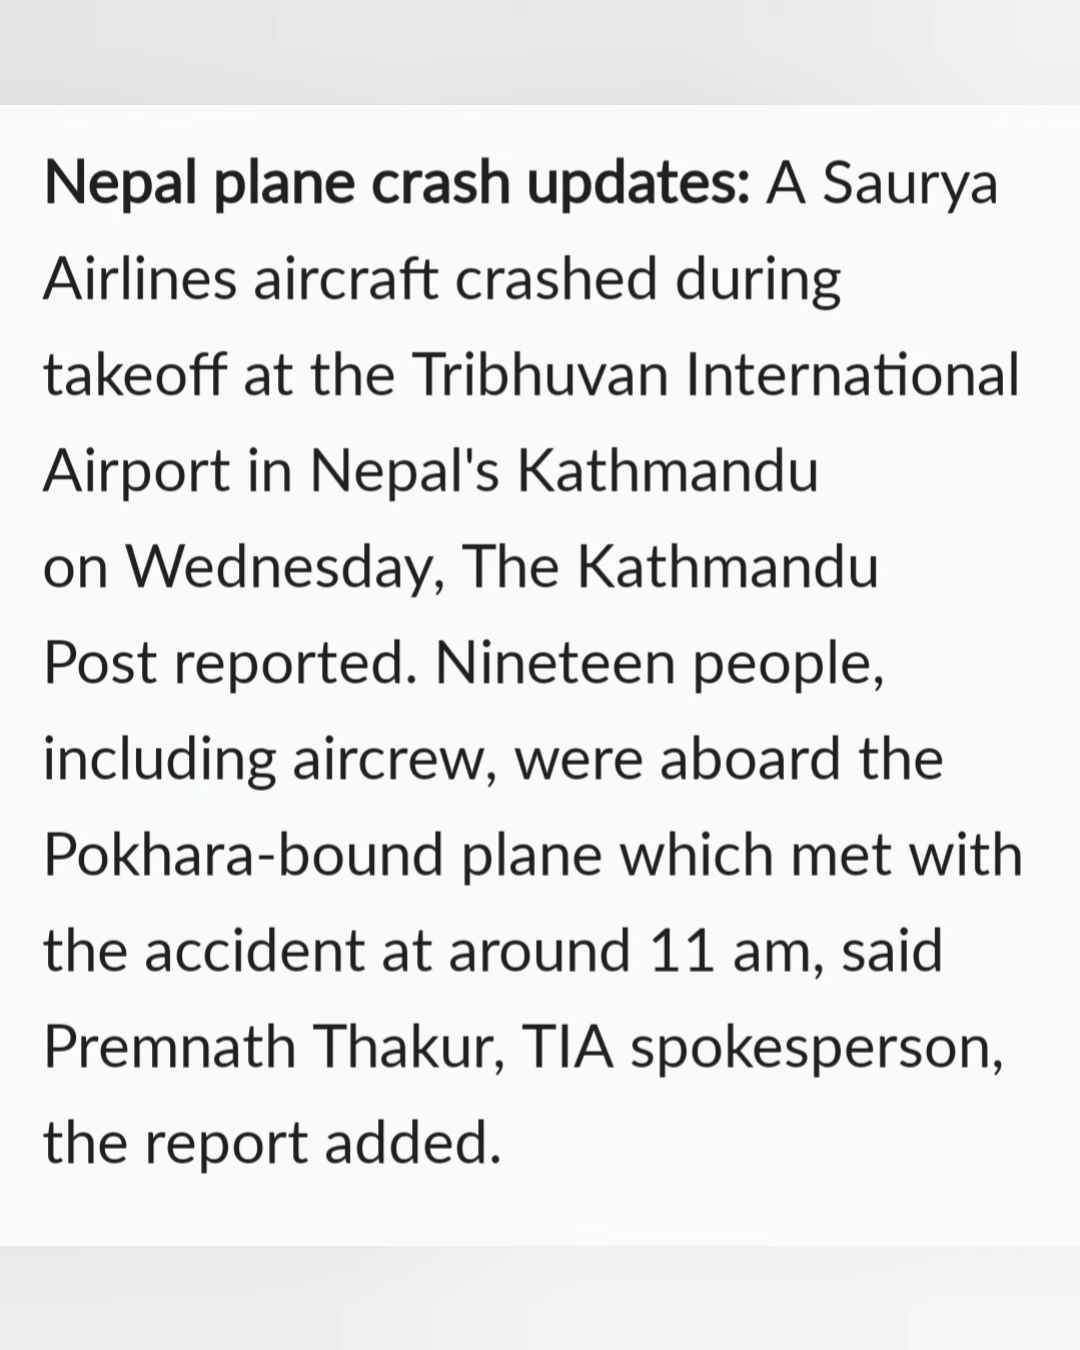 Nepal plane crash updates: A Saurya
Airlines aircraft crashed during
takeoff at the Tribhuvan International
Airport in Nepal's Kathmandu
on Wednesday, The Kathmandu
Post reported. Nineteen people,
including aircrew, were aboard the
Pokhara-bound plane which met with
the accident at around 11 am, said
Premnath Thakur, TIA spokesperson,
the report added.